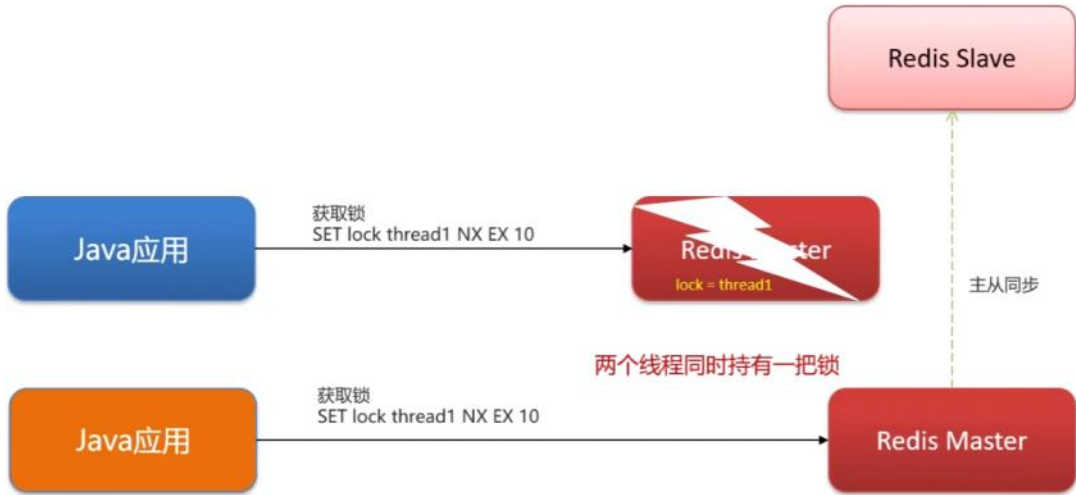 Redis Slave
获取锁
SET lock thread1 NX EX 10
Java应用
Redis Master
lock = thread1
主从同步
两个线程同时持有一把锁
获取锁
SET lock thread1 NX EX 10
Java应用
Redis Master